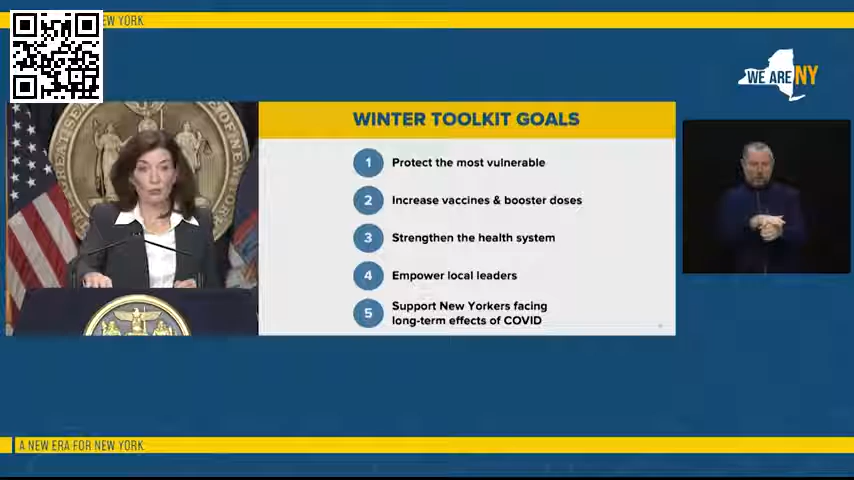 EW YORK
WE ARE NY
WINTER TOOLKIT GOALS
1 Protect the most vulnerable
2 Increase vaccines & booster doses
3 Strengthen the health system
4 Empower local leaders
5 Support New Yorkers facing
long-term effects of COVID
A NEW ERA FOR NEW YORK